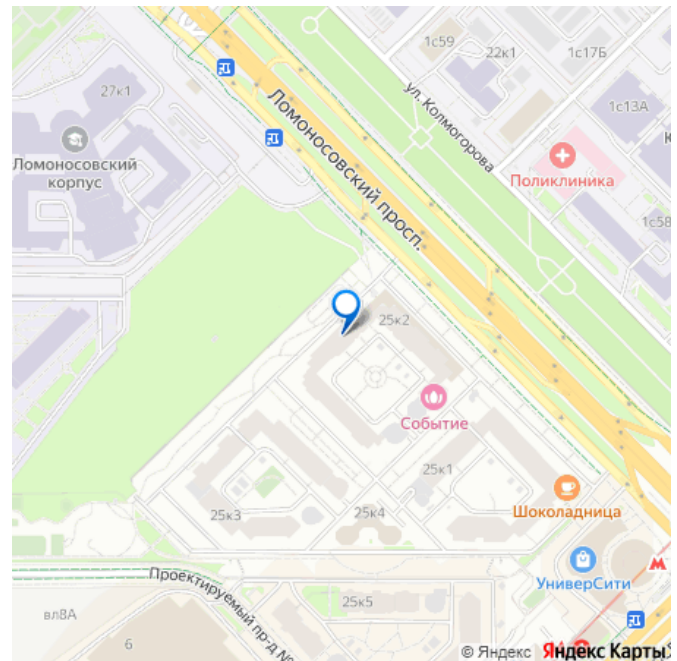 1с59
22к1
1с17Б
27к1
ул. Колмогорова
1с13А
Ломоносовский просп.
Ломоносовский
корпус
Поликлиника
1с58
25к2
Событие
25к1
Шоколадница
25к3
25к4
УниверСити
Проектируемый пр-д №
25к5
вл8А
6
© Яндекс Яндекс Карты